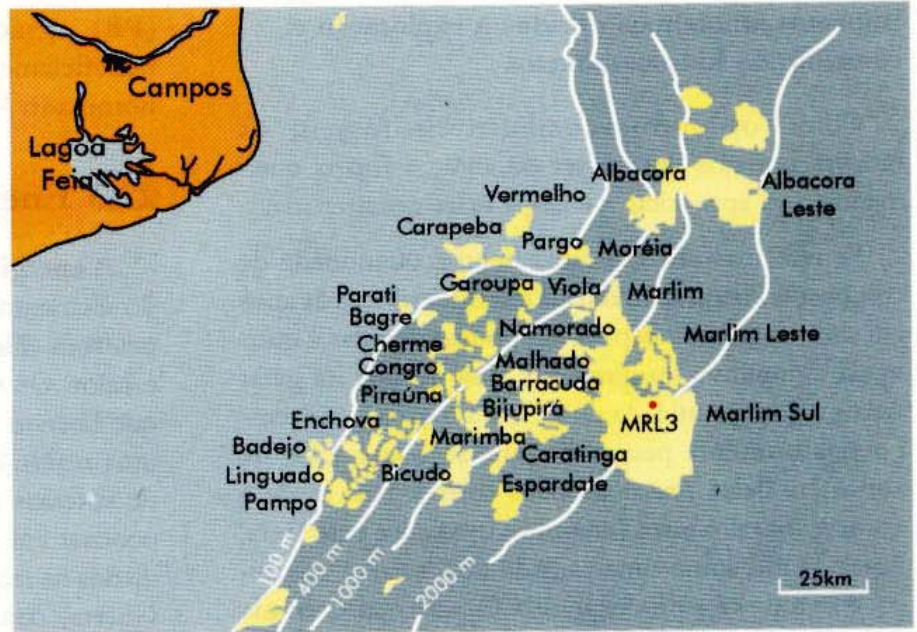 Campos
Lagoa
Feia
Albacora
Albacora
Leste
Vermelho
Carapeba
Pargo
Moréia
Garoupa
Viola
Marlim
Parati
Bagre
Namorado
Marlim Leste
Cherme
Malhado
Congro
Barracuda
Piraúna
Bijupirá
MRL3
Marlim Sul
Enchova
Marimba
Badejo
Caratinga
Linguado
Bicudo
Espardate
Pampo
100 m
400 m
1000 m
2000 m
25km